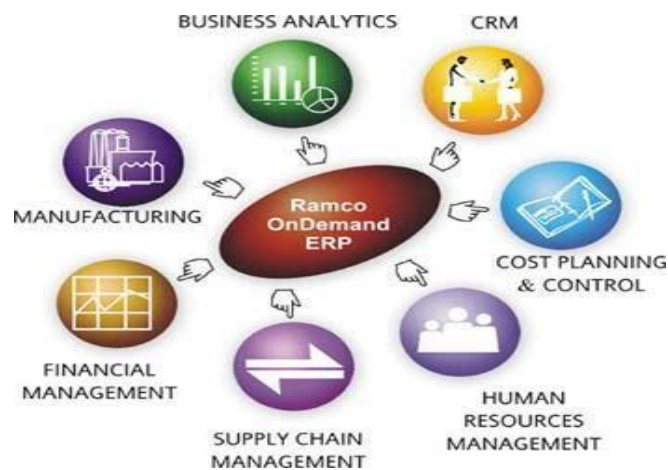 BUSINESS ANALYTICS
CRM
MANUFACTURING
Ramco
OnDemand
ERP
COST PLANNING
& CONTROL
FINANCIAL
MANAGEMENT
SUPPLY CHAIN
MANAGEMENT
HUMAN
RESOURCES
MANAGEMENT